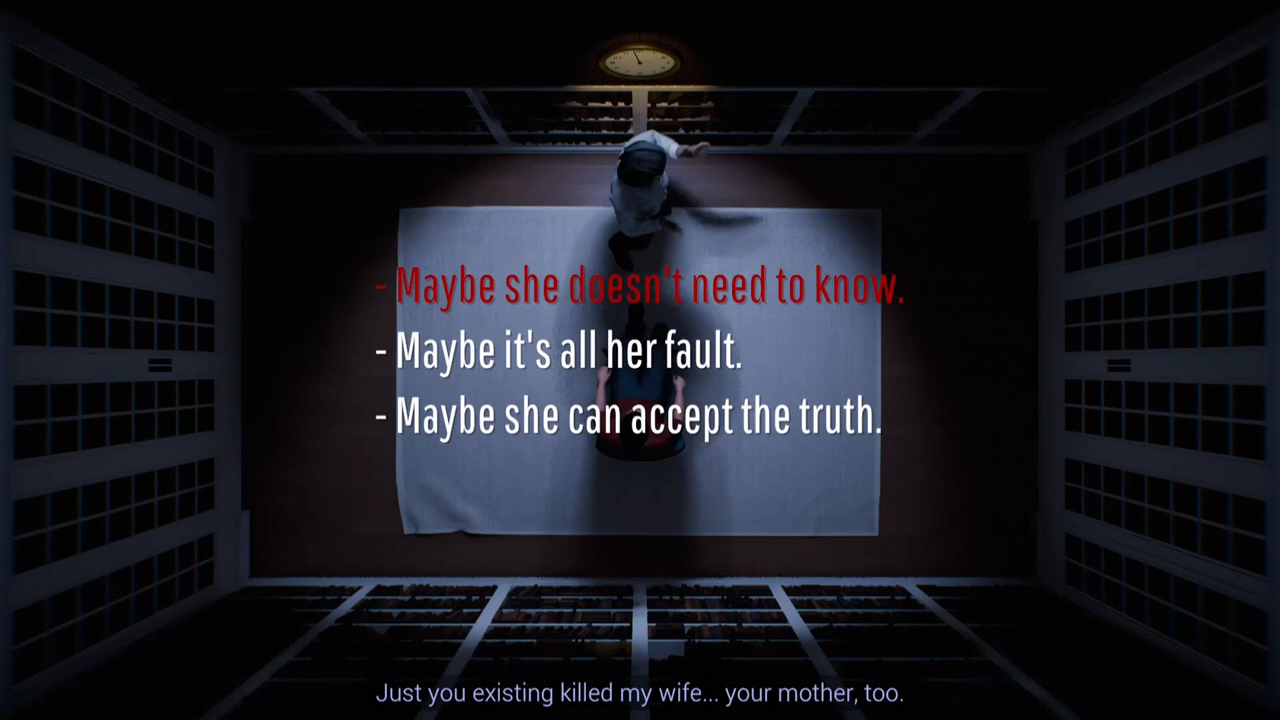 - Maybe she doesn't need to know.
- Maybe it's all her fault.
- Maybe she can accept the truth.
Just you existing killed my wife... your mother, too.